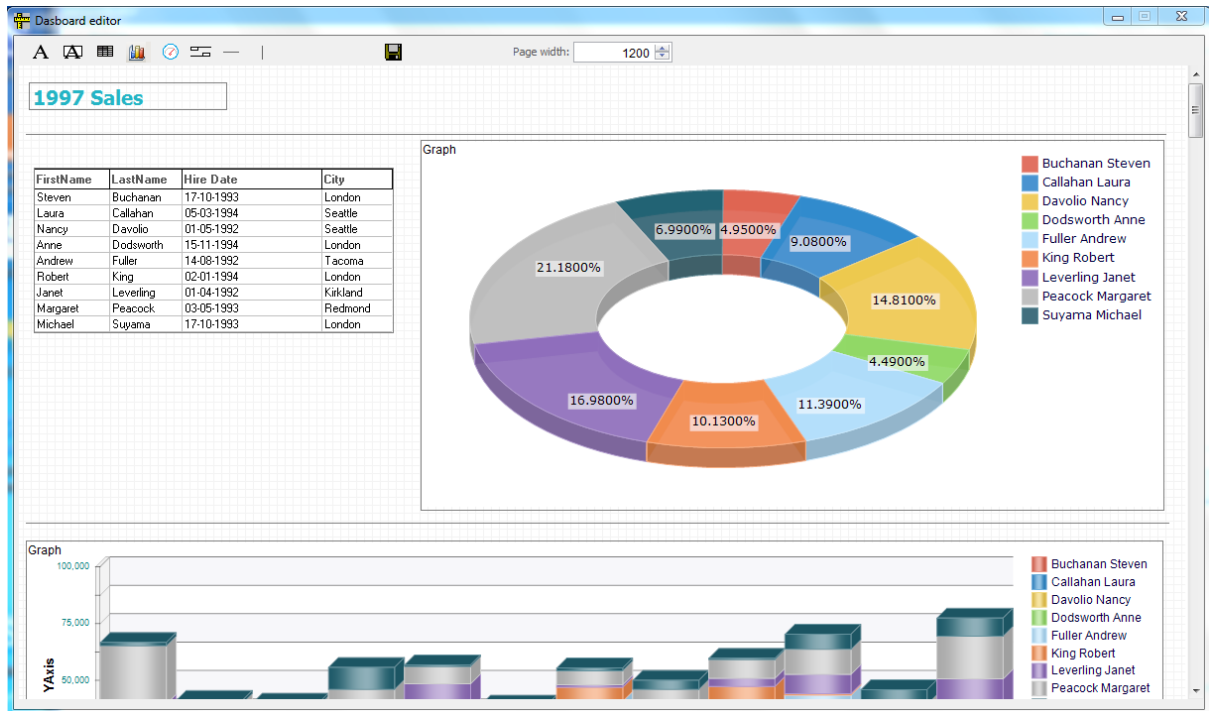 Dasboard editor
A A Page width: 1200
1997 Sales
FirstName LastName Hire Date City
Steven Buchanan 17-10-1993 London
Laura Callahan 05-03-1994 Seattle
Nancy Davolio 01-05-1992 Seattle
Anne Dodsworth 15-11-1994 London
Andrew Fuller 14-08-1992 Tacoma
Robert King 02-01-1994 London
Janet Leverling 01-04-1992 Kirkland
Margaret Peacock 03-05-1993 Redmond
Michael Suyama 17-10-1993 London
Graph
6.9900% 4.9500%
9.0800%
21.1800%
14.8100%
4.4900%
16.9800%
11.3900%
10.1300%
Buchanan Steven
Callahan Laura
Davolio Nancy
Dodsworth Anne
Fuller Andrew
King Robert
Leverling Janet
Peacock Margaret
Suyama Michael
Graph
100,000
75,000
50,000
YAxis
Buchanan Steven
Callahan Laura
Davolio Nancy
Dodsworth Anne
Fuller Andrew
King Robert
Leverling Janet
Peacock Margaret